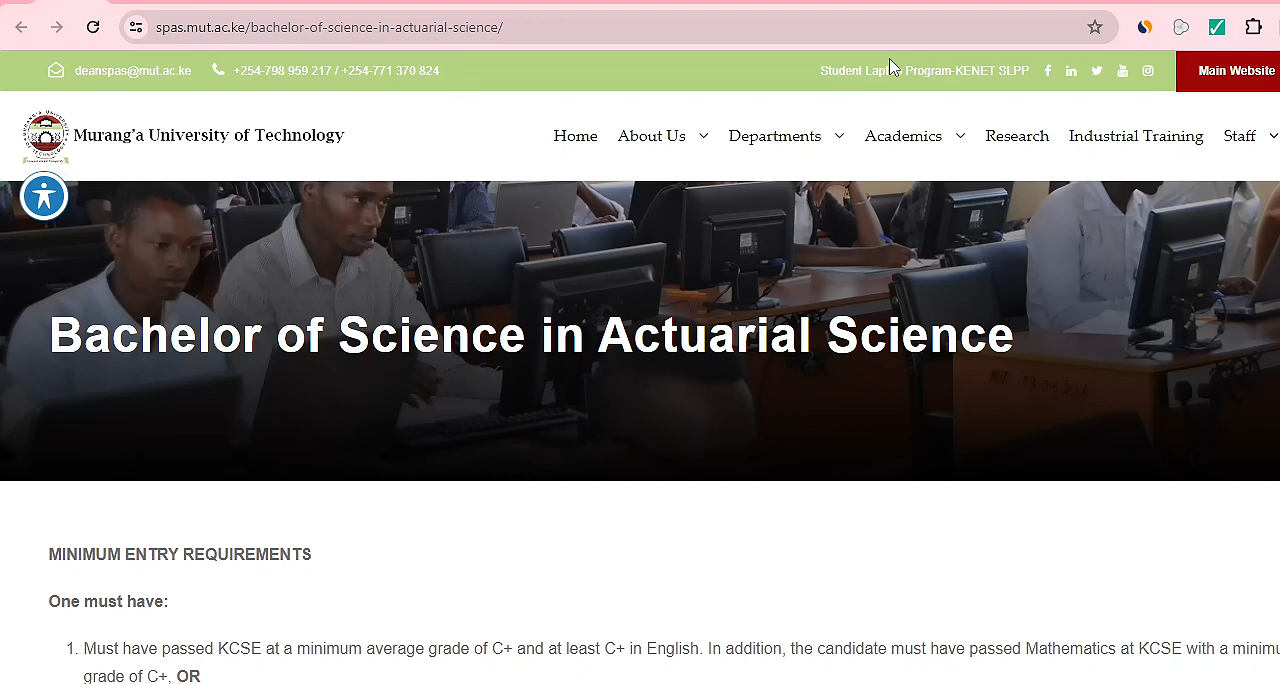 spas.mut.ac.ke/bachelor-of-science-in-actuarial-science/
deanspas@mut.ac.ke +254-798 959 217 / +254-771 370 824 Student Program-KENET SLPP Main Website
Murang'a University of Technology
Home About Us Departments Academics Research Industrial Training Staff
Bachelor of Science in Actuarial Science
MINIMUM ENTRY REQUIREMENTS
One must have:
1. Must have passed KCSE at a minimum average grade of C+ and at least C+ in English. In addition, the candidate must have passed Mathematics at KCSE with a
grade of C+, OR